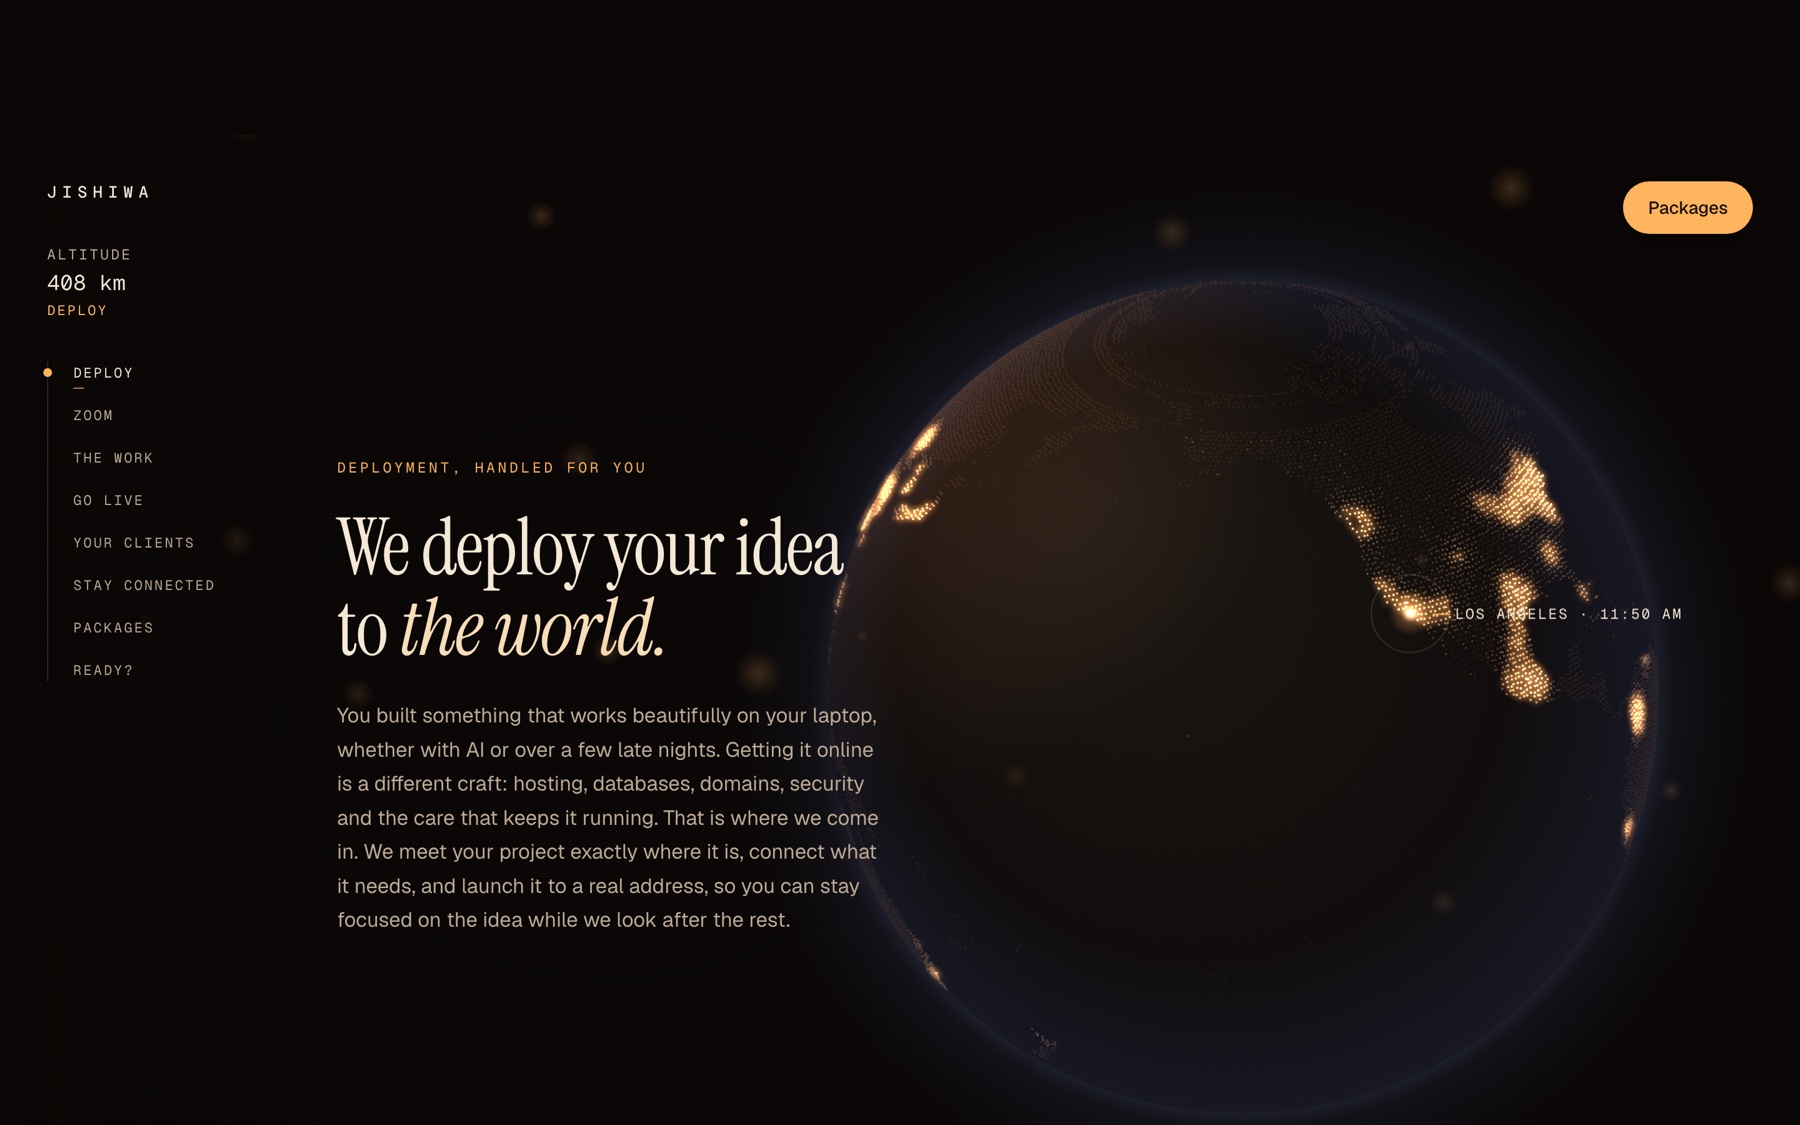 JISHIWA
Packages
ALTITUDE
408 km
DEPLOY
DEPLOY
ZOOM
THE WORK
GO LIVE
YOUR CLIENTS
STAY CONNECTED
PACKAGES
READY?
DEPLOYMENT, HANDLED FOR YOU
We deploy your idea
to the world.
You built something that works beautifully on your laptop,
whether with AI or over a few late nights. Getting it online
is a different craft: hosting, databases, domains, security
and the care that keeps it running. That is where we come
in. We meet your project exactly where it is, connect what
it needs, and launch it to a real address, so you can stay
focused on the idea while we look after the rest.
LOS ANGELES · 11:50 AM